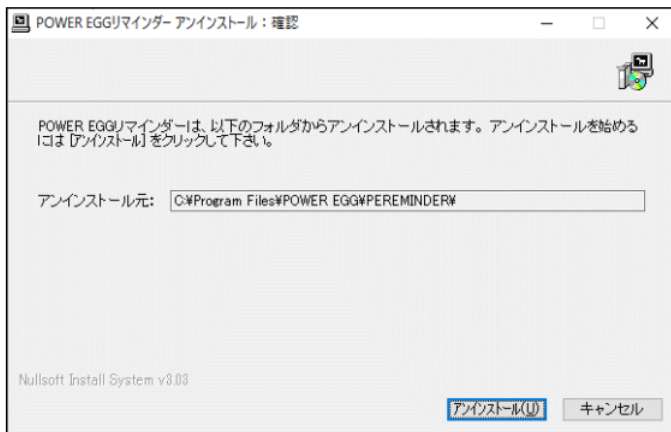 POWER EGGリマインダー アンインストール：確認
POWER EGGリマインダーは、以下のフォルダからアンインストールされます。アンインストールを始める
には [アンインストール] をクリックして下さい。
アンインストール元: C:¥Program Files¥POWER EGG¥PEREMINDER¥
Nullsoft Install System v3.03
アンインストール(U) キャンセル